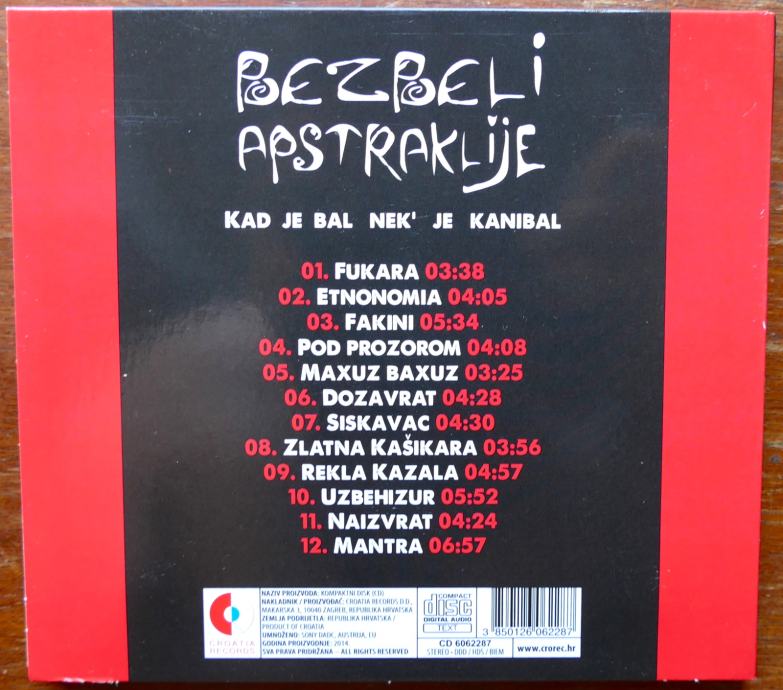 BEZBELI
APSTRAKLIJE
KAD JE BAL NEK' JE KANIBAL
01. FUKARA 03:38
02. ETNONOMIA 04:05
03. FAKINI 05:34
04. POD PROZOROM 04:08
05. MAXUZ BAXUZ 03:25
06. DOZAVRAT 04:28
07. SISKAVAC 04:30
08. ZLATNA KAŠIKARA 03:56
09. REKLA KAZALA 04:57
10. UZBEHIZUR 05:52
11. NAIZVRAT 04:24
12. MANTRA 06:57
CROATIA
RECORDS
NAZIV PROIZVODA: KOMPAKTNI DISK (CD)
NAKLADNIK / PROIZVOĐAČ: CROATIA RECORDS D.D.,
MAKARSKA 3, 10040 ZAGREB, REPUBLIKA HRVATSKA
ZEMLJA PODRIJETLA: REPUBLIKA HRVATSKA /
PRODUCT OF CROATIA
UMNOŽENO: SONY DADC, AUSTRIJA, EU
GODINA PROIZVODNJE: 2014.
SVA PRAVA PRIDRŽANA - ALL RIGHTS RESERVED
COMPACT
disc
DIGITAL AUDIO
TEXT
CD 6062287
STEREO • DDD / HDS / BIEM
3 850126 062287
www.crorec.hr